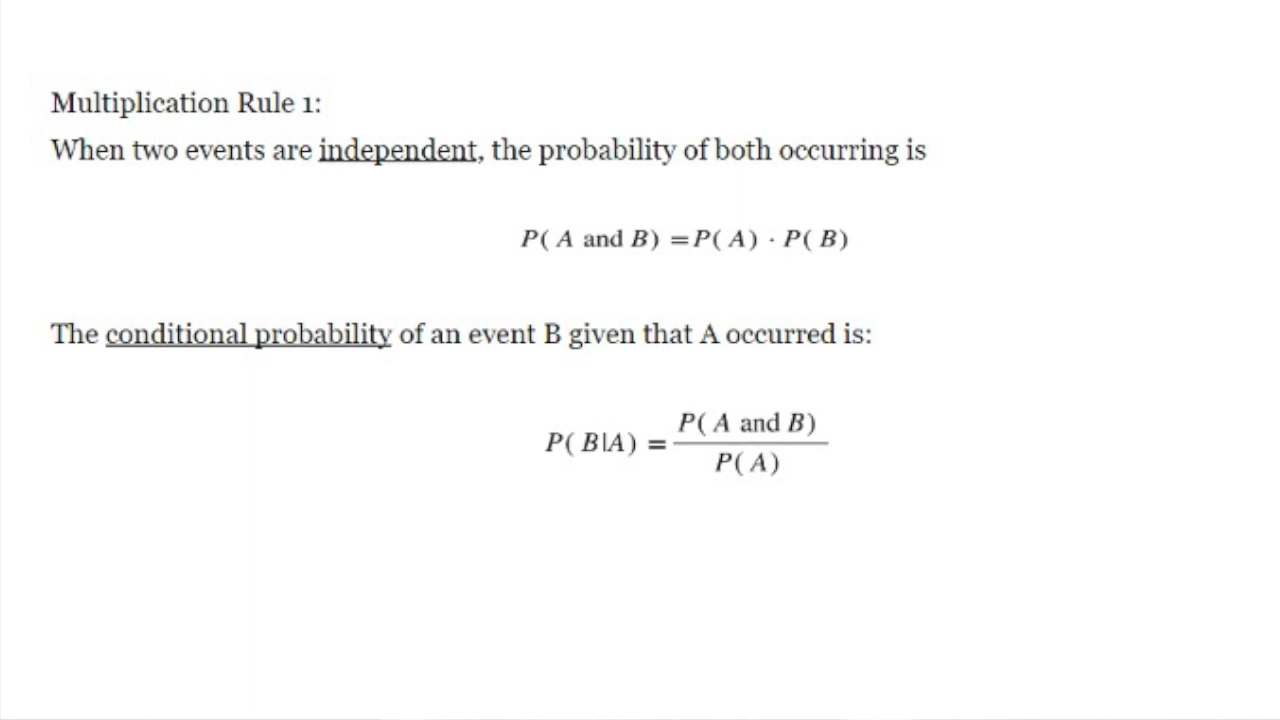 Multiplication Rule 1:
When two events are independent, the probability of both occurring is
P( A and B) =P( A) · P( B)
The conditional probability of an event B given that A occurred is:
P( B|A) = P( A and B) / P( A)